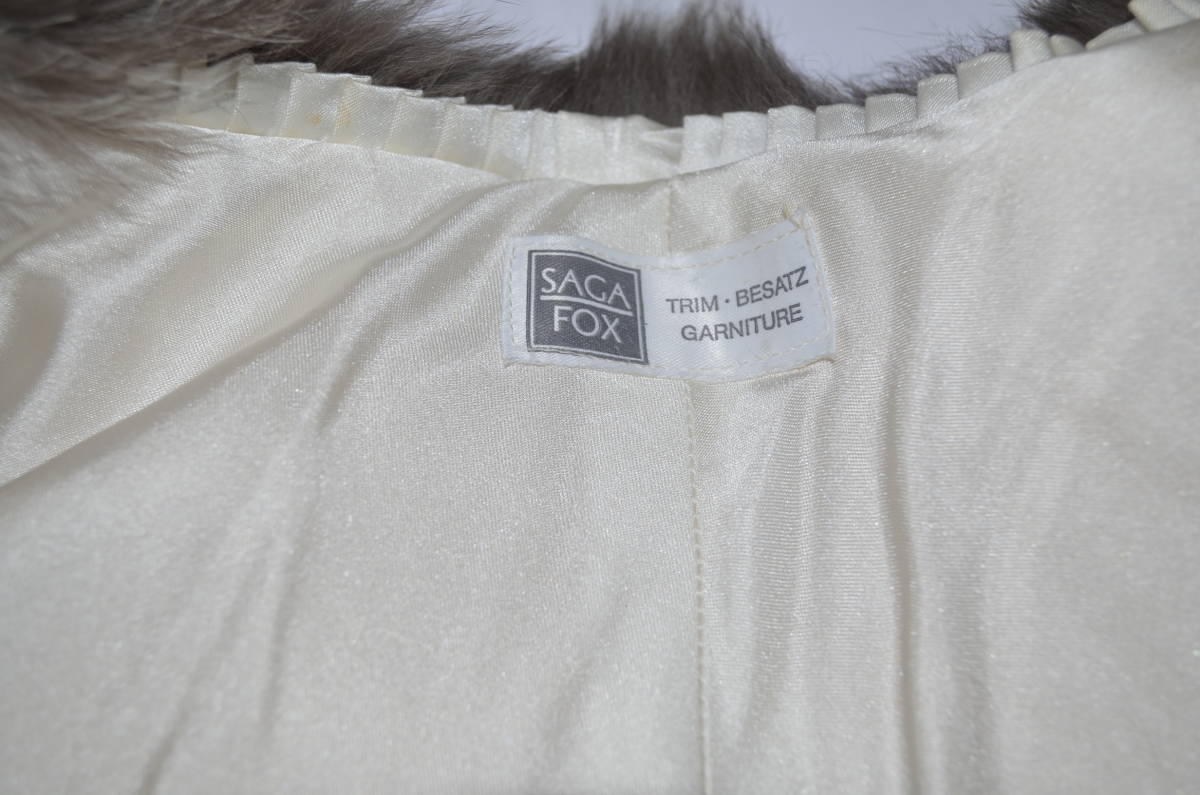 SAGA
FOX
TRIM · BESATZ
GARNITURE